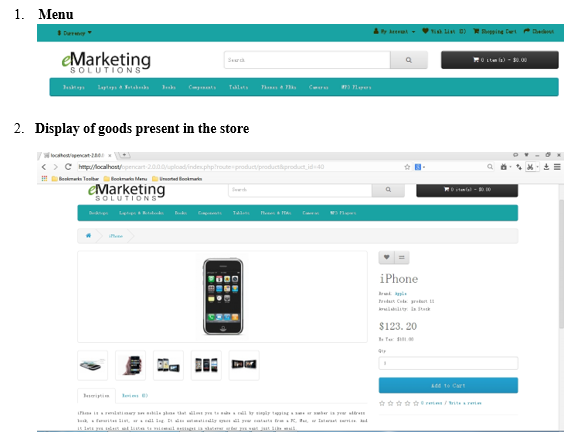 1. Menu
$ Currency
My Account Wish List (0) Shopping Cart Checkout
eMarketing
SOLUTIONS
Search
0 item(s) - $0.00
Desktops Laptops & Notebooks Books Components Tablets Phones & PDAs Cameras MP3 Players
2. Display of goods present in the store
localhost/opencart-2.0.0.
http://localhost/opencart-2.0.0.0/upload/index.php?route=product/product&product_id=40
Bookmarks Toolbar Bookmarks Menu Unsorted Bookmarks
eMarketing
SOLUTIONS
Search
0 item(s) - $0.00
Desktops Laptops & Notebooks Books Components Tablets Phones & PDAs Cameras MP3 Players
iPhone
iPhone
Brand: Apple
Product Code: product 11
Availability: In Stock
$123.20
Ex Tax: $101.00
Qty
1
Add to Cart
0 reviews / Write a review
Description Reviews (0)
iPhone is a revolutionary new mobile phone that allows you to make a call by simply tapping a name or number in your address
book, a favorites list, or a call log. It also automatically syncs all your contacts from a PC, Mac, or Internet service. And
it lets you select and listen to voicemail messages in whatever order you want just like email.